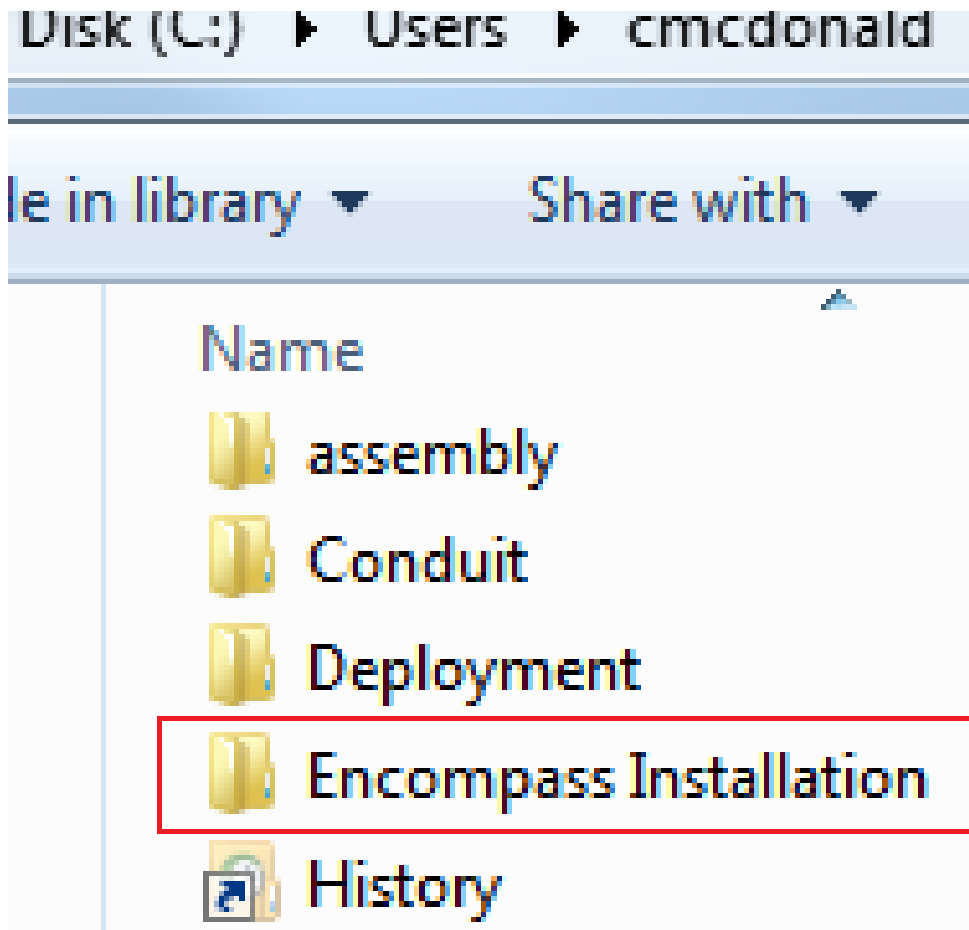 Disk (C:) ▸ Users ▸ cmcdonald
le in library ▾ Share with ▾
Name
assembly
Conduit
Deployment
Encompass Installation
History